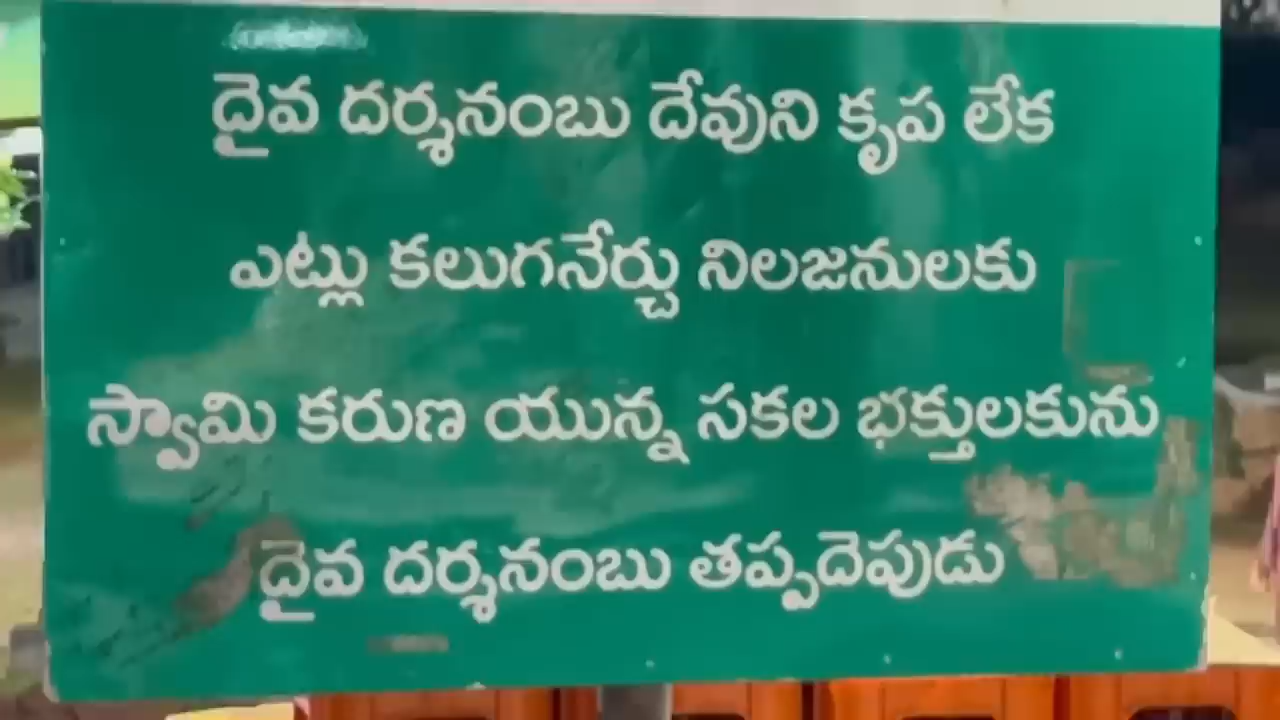 దైవ దర్శనంబు దేవుని కృప లేక
ఎట్లు కలుగనేర్చు నిలజనులకు
స్వామి కరుణ యున్న సకల భక్తులకును
దైవ దర్శనంబు తప్పదెపుడు